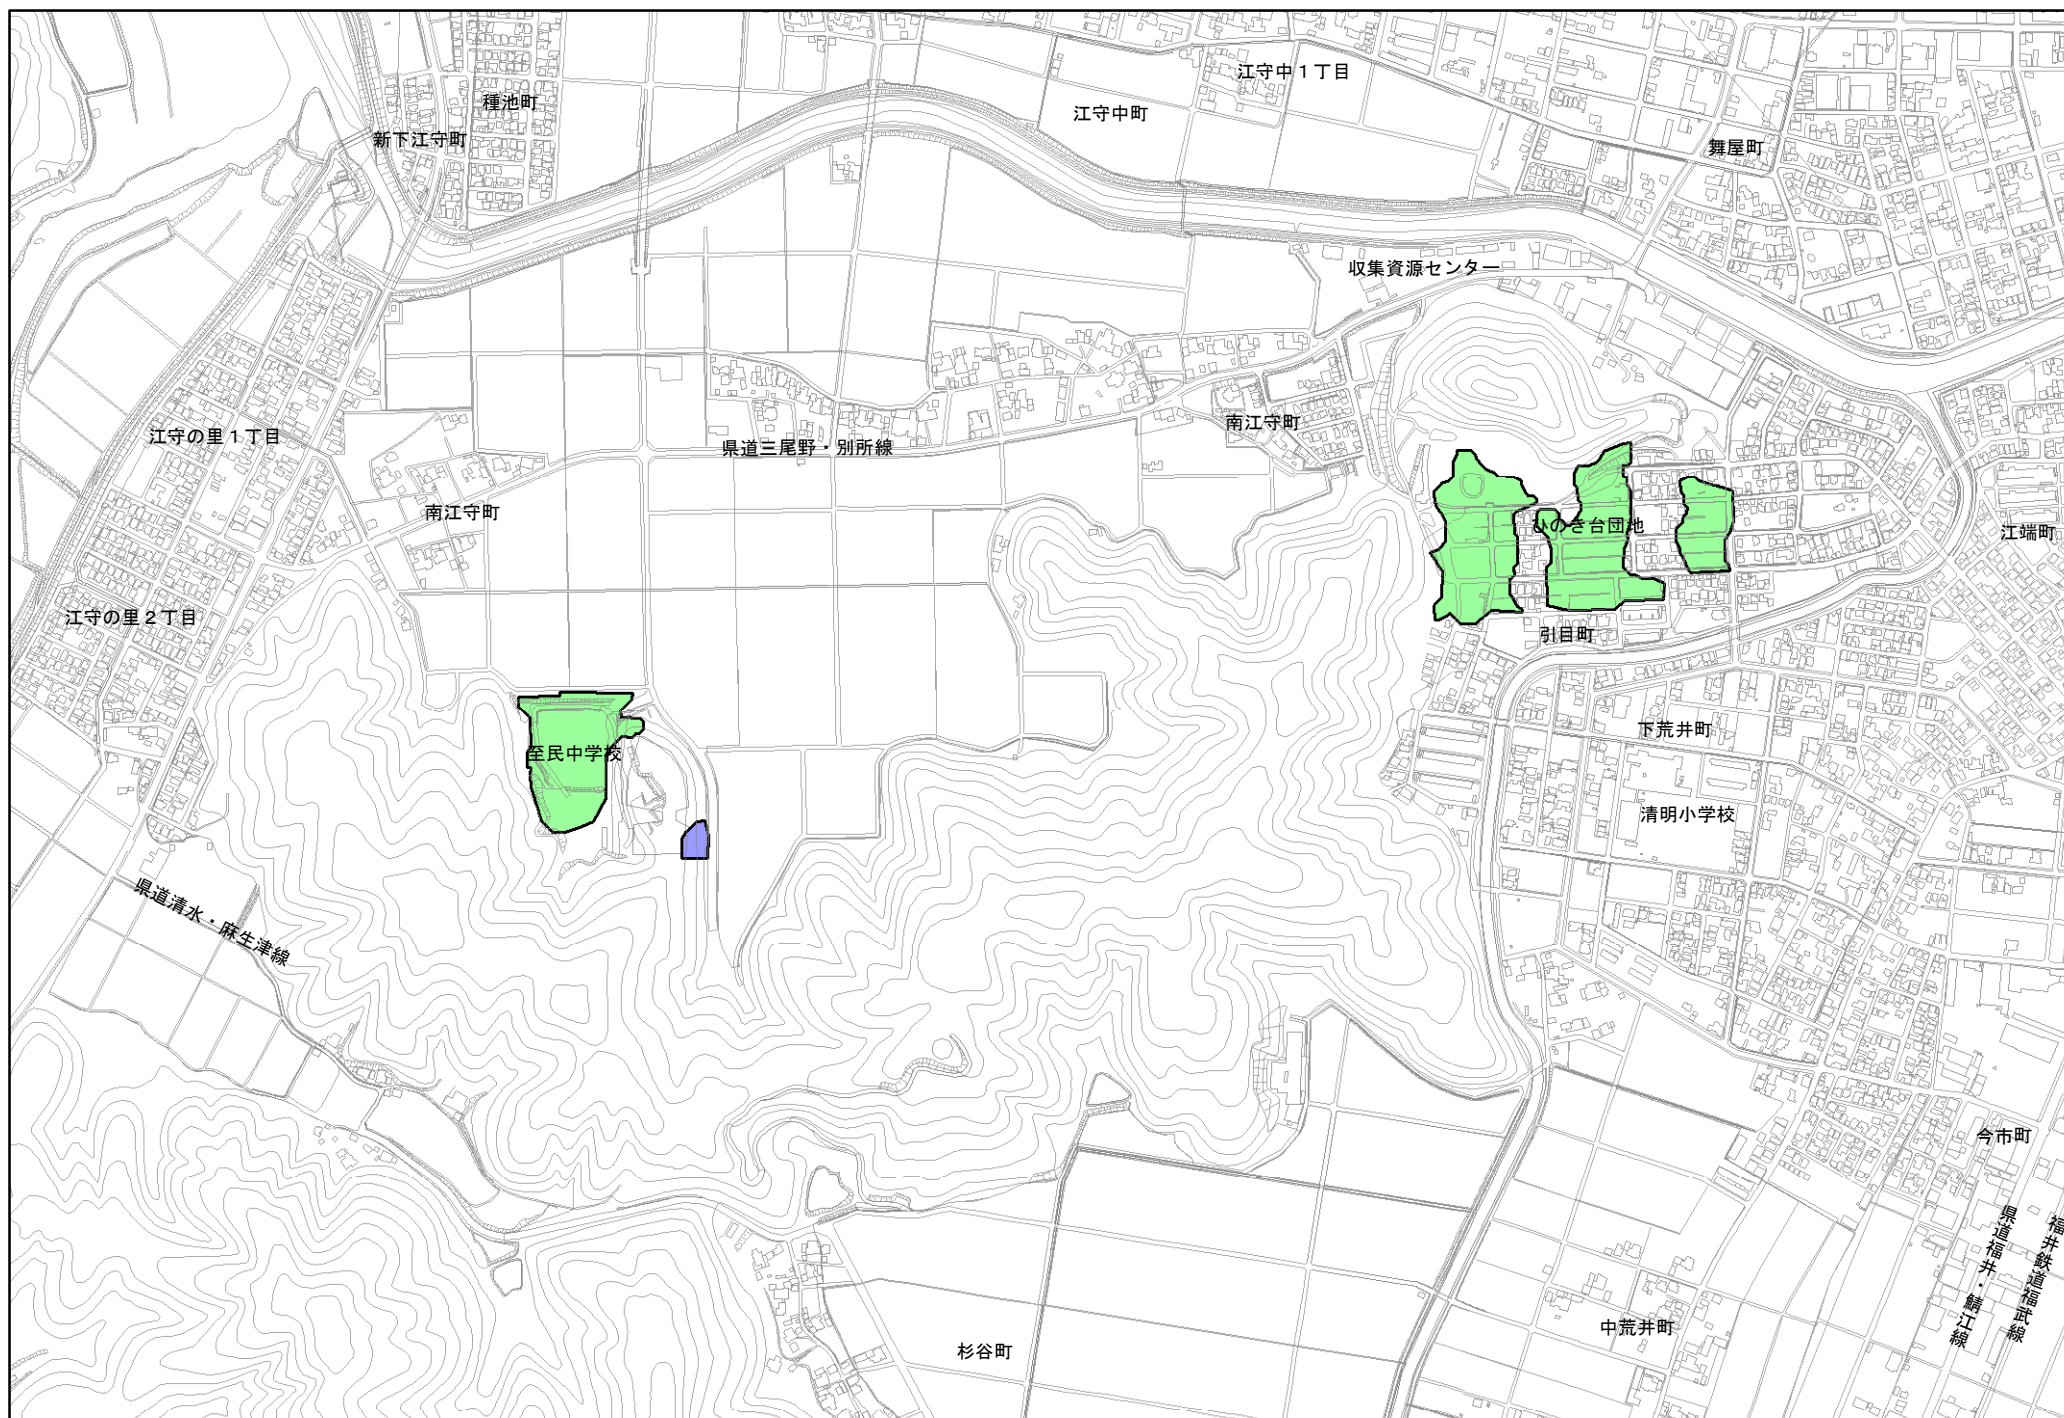 江守中１丁目
種池町
江守中町
新下江守町
舞屋町
収集資源センター
南江守町
江守の里１丁目
県道三尾野・別所線
南江守町
ひのき台団地
江端町
江守の里２丁目
引目町
下荒井町
至民中学校
清明小学校
県道清水・麻生津線
今市町
県道福井・鯖江線
福井鉄道福武線
中荒井町
杉谷町